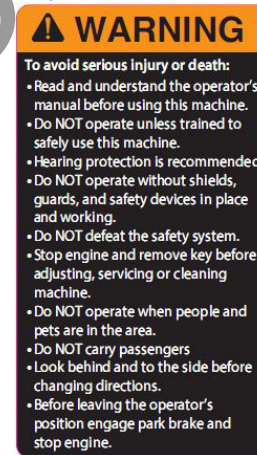 WARNING
To avoid serious injury or death:
• Read and understand the operator's
manual before using this machine.
• Do NOT operate unless trained to
safely use this machine.
• Hearing protection is recommended
• Do NOT operate without shields,
guards, and safety devices in place
and working.
• Do NOT defeat the safety system.
• Stop engine and remove key before
adjusting, servicing or cleaning
machine.
• Do NOT operate when people and
pets are in the area.
• Do NOT carry passengers
• Look behind and to the side before
changing directions.
• Before leaving the operator's
position engage park brake and
stop engine.